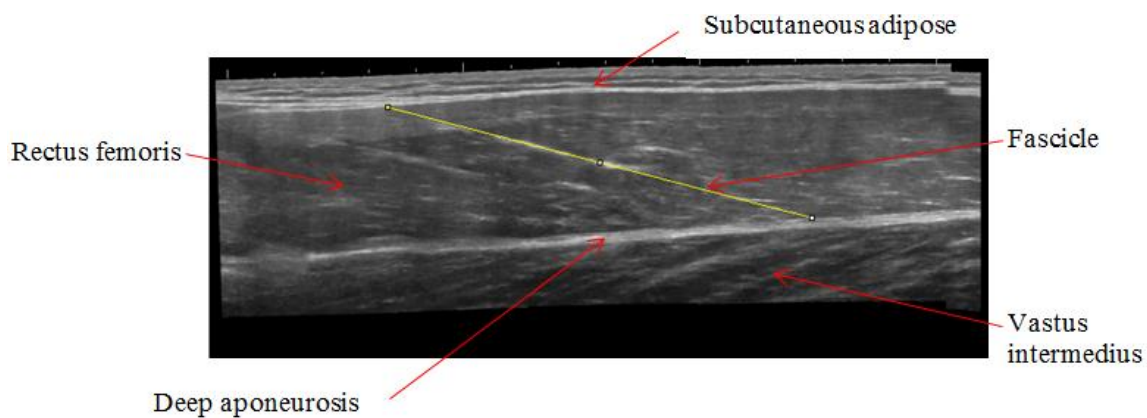 Subcutaneous adipose
Rectus femoris
Fascicle
Vastus
intermedius
Deep aponeurosis